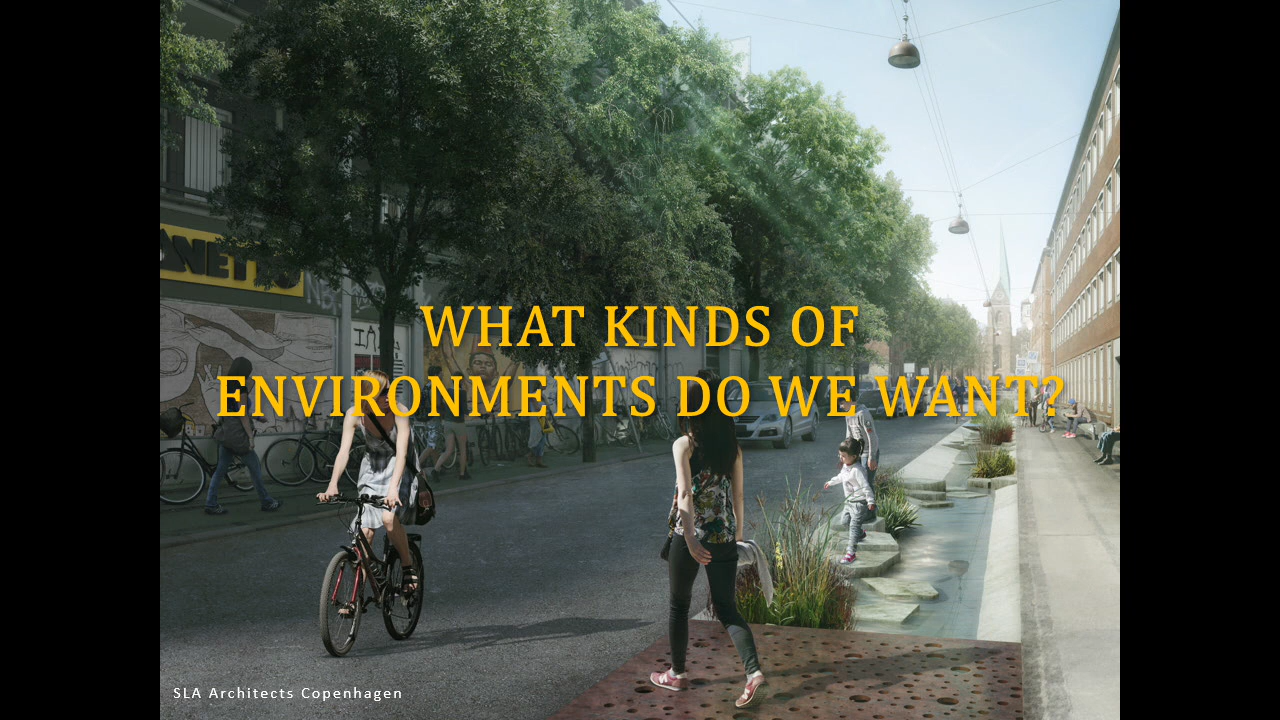 WHAT KINDS OF
ENVIRONMENTS DO WE WANT?
SLA Architects Copenhagen